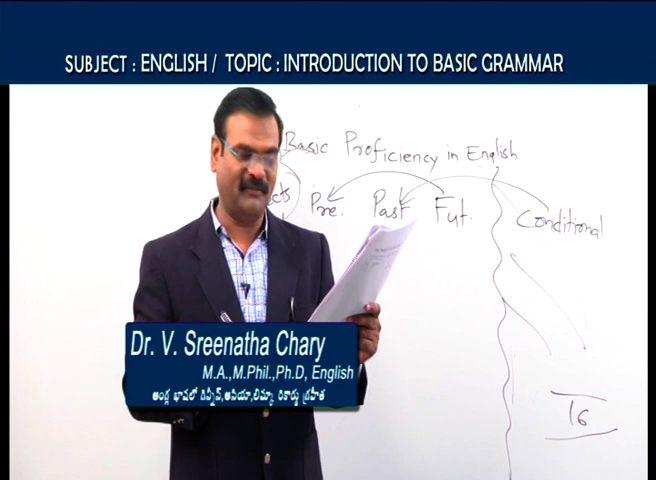 SUBJECT : ENGLISH / TOPIC : INTRODUCTION TO BASIC GRAMMAR
Basic Proficiency in English
Pre. Past Fut. Conditional
Dr. V. Sreenatha Chary
M.A.,M.Phil.,Ph.D, English
16